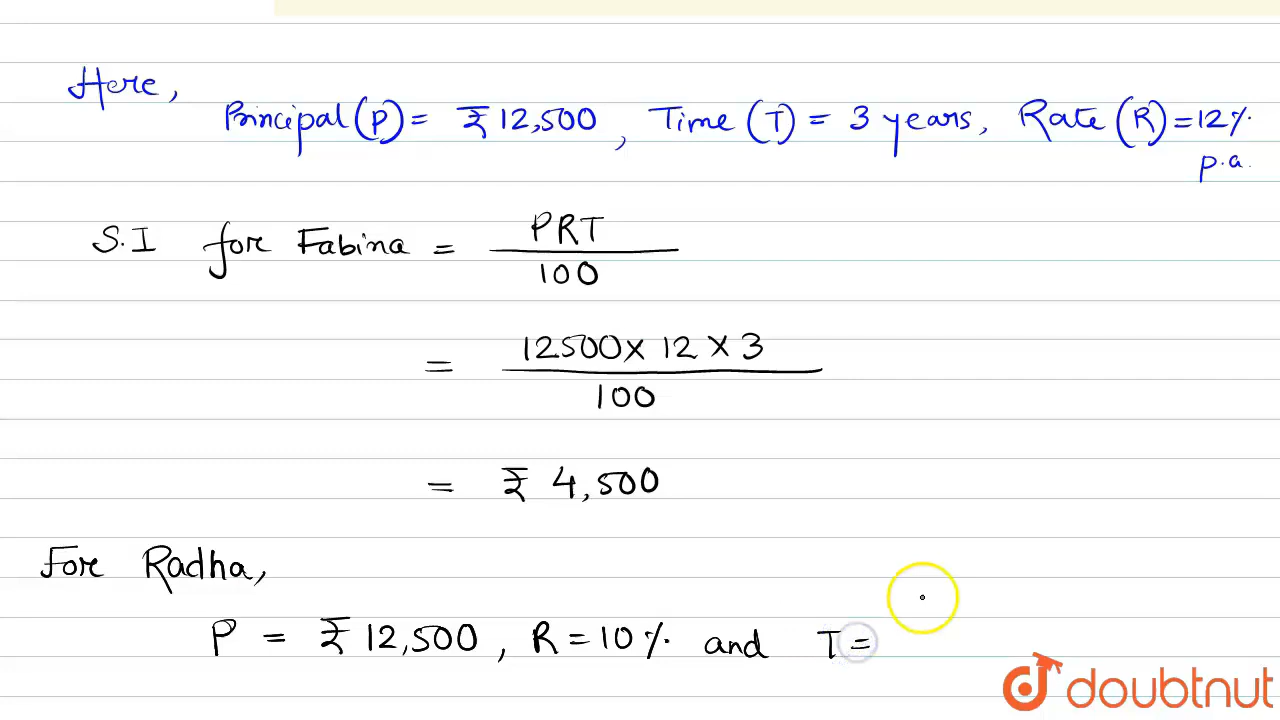 Here,
Principal (P) = ₹ 12,500 , Time (T) = 3 years, Rate (R) = 12%
p.a.
S.I for Fabina = PRT
100
= 12500 × 12 × 3
100
= ₹ 4,500
For Radha,
P = ₹ 12,500 , R = 10% and T =
doubtnut